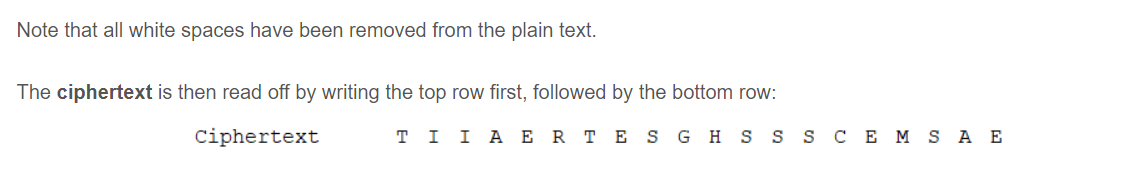 Note that all white spaces have been removed from the plain text.
The ciphertext is then read off by writing the top row first, followed by the bottom row:
Ciphertext T I I A E R T E S G H S S S C E M S A E